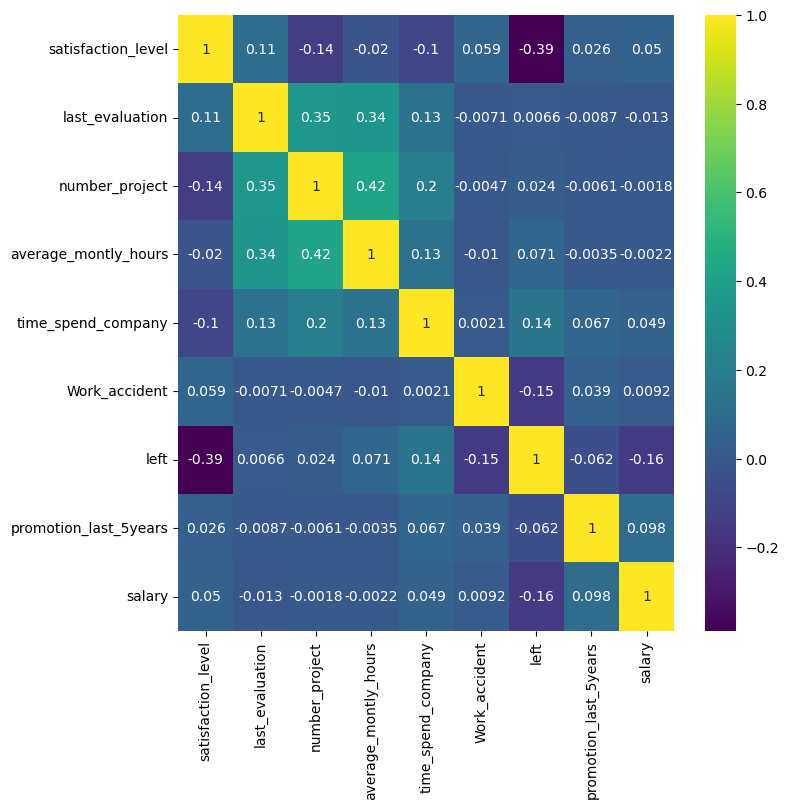 satisfaction_level 1 0.11 -0.14 -0.02 -0.1 0.059 -0.39 0.026 0.05
last_evaluation 0.11 1 0.35 0.34 0.13 -0.0071 0.0066 -0.0087 -0.013
number_project -0.14 0.35 1 0.42 0.2 -0.0047 0.024 -0.0061 -0.0018
average_montly_hours -0.02 0.34 0.42 1 0.13 -0.01 0.071 -0.0035 -0.0022
time_spend_company -0.1 0.13 0.2 0.13 1 0.0021 0.14 0.067 0.049
Work_accident 0.059 -0.0071 -0.0047 -0.01 0.0021 1 -0.15 0.039 0.0092
left -0.39 0.0066 0.024 0.071 0.14 -0.15 1 -0.062 -0.16
promotion_last_5years 0.026 -0.0087 -0.0061 -0.0035 0.067 0.039 -0.062 1 0.098
salary 0.05 -0.013 -0.0018 -0.0022 0.049 0.0092 -0.16 0.098 1
satisfaction_level
last_evaluation
number_project
average_montly_hours
time_spend_company
Work_accident
left
promotion_last_5years
salary
1.0
0.8
0.6
0.4
0.2
0.0
−0.2